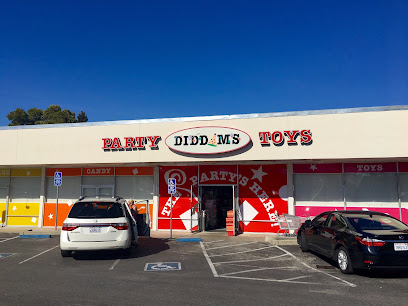 PARTY DIDDAMS TOYS
CANDY
TOYS
THE PARTY'S HERE!